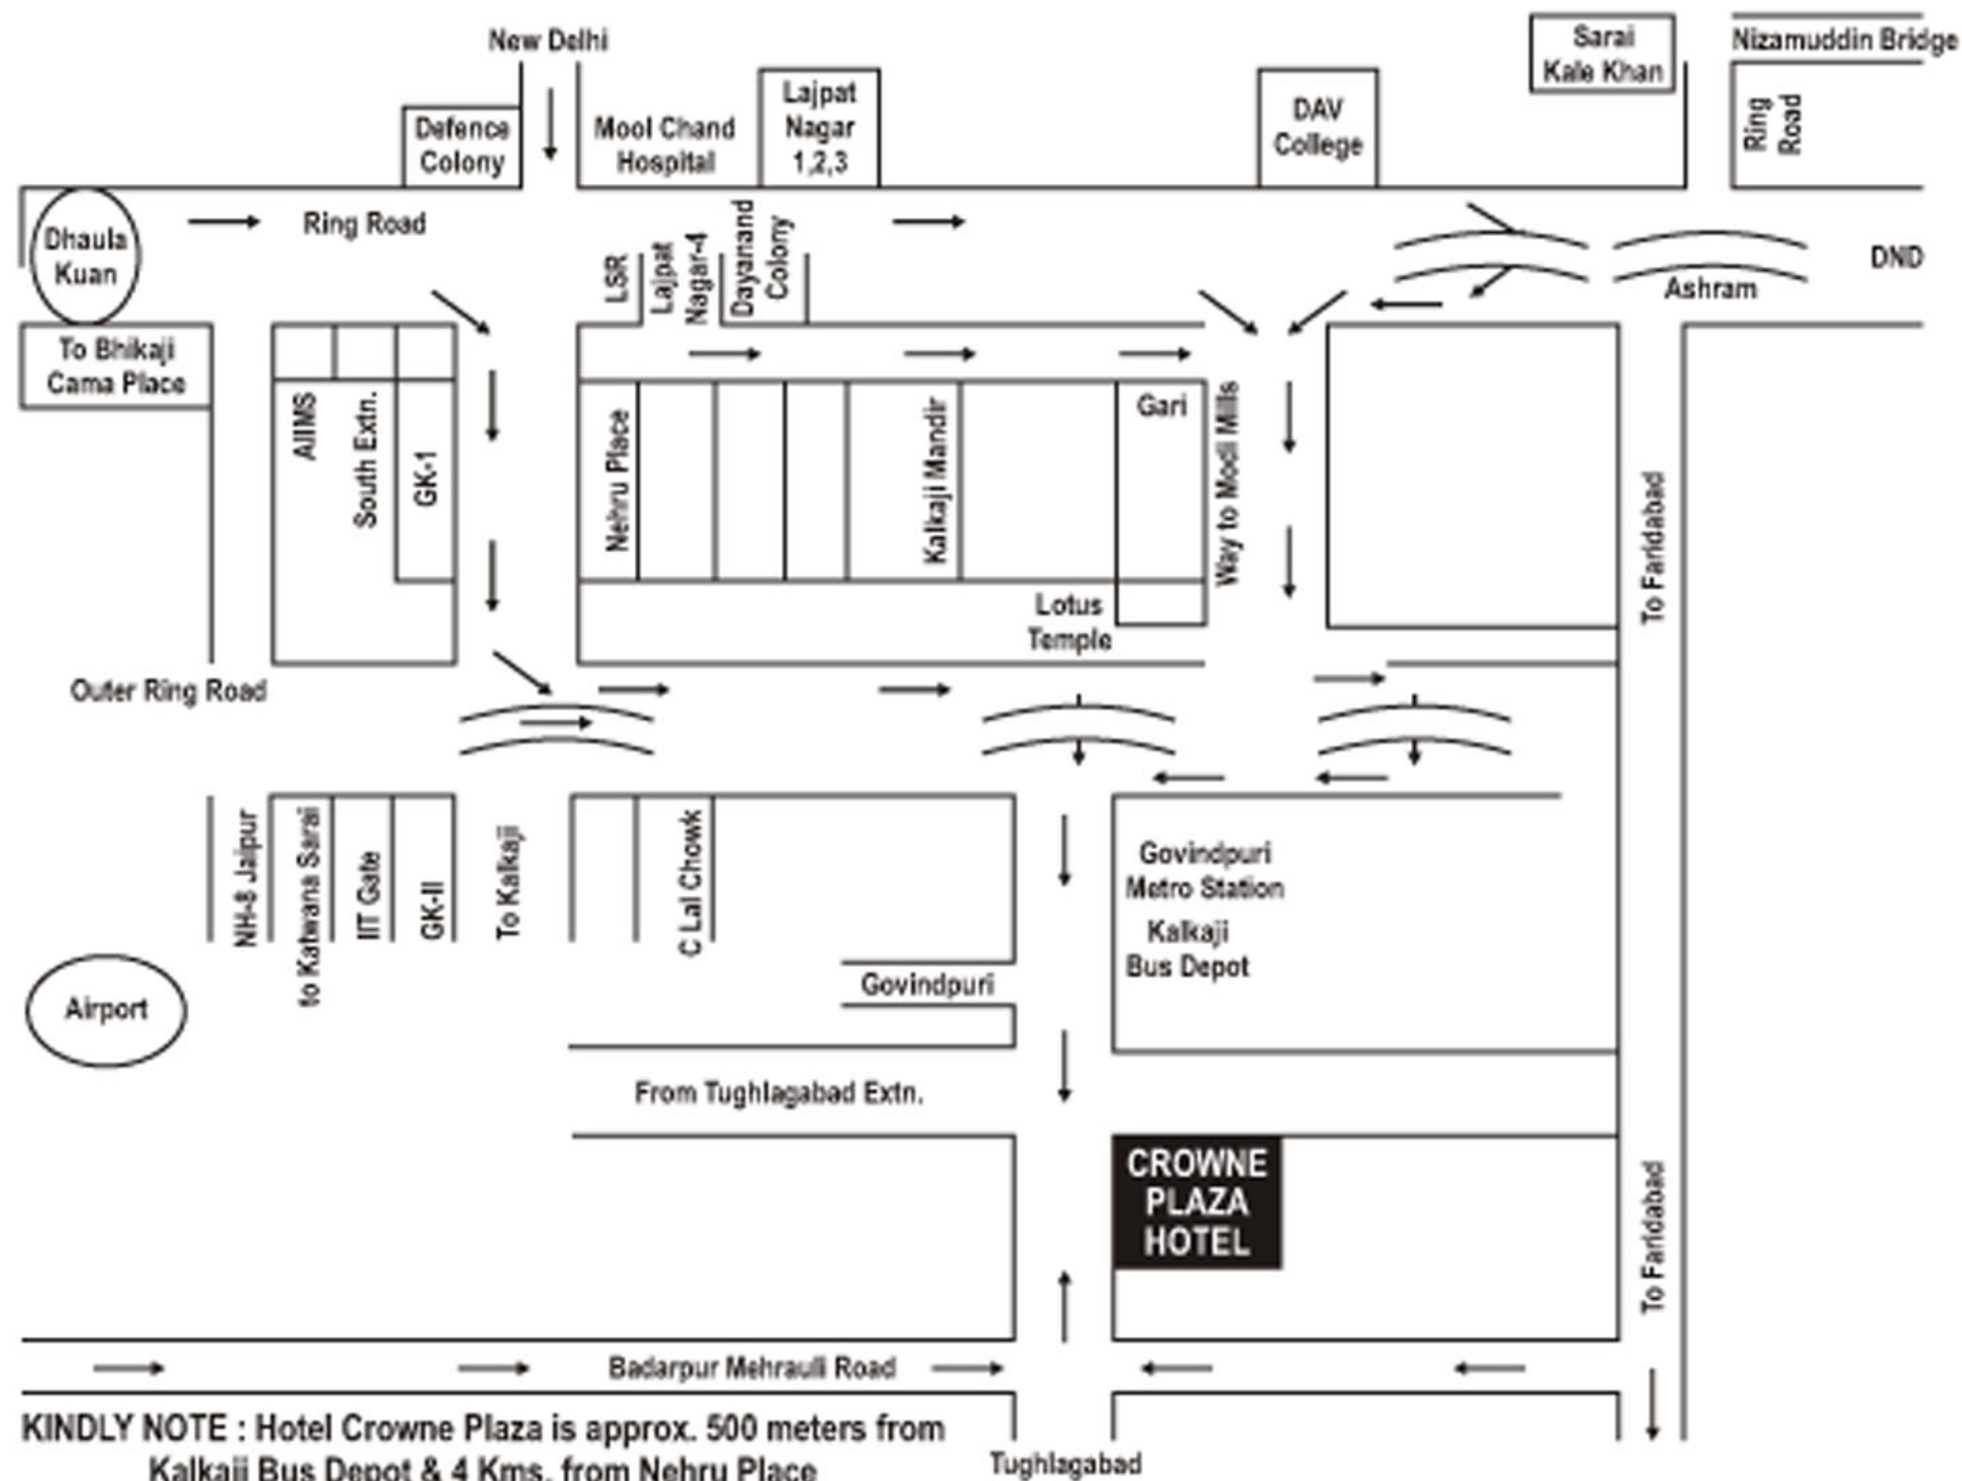 New Delhi
Sarai
Kale Khan
Nizamuddin Bridge
Ring
Road
Defence
Colony
Mool Chand
Hospital
Lajpat
Nagar
1,2,3
DAV
College
Dhaula
Kuan
Ring Road
LSR
Lajpat
Nagar-4
Dayanand
Colony
DND
Ashram
To Bhikaji
Cama Place
AIIMS
South Extn.
GK-1
Nehru Place
Kalkaji Mandir
Gari
Way to Modi Mills
To Faridabad
Lotus
Temple
Outer Ring Road
NH-8 Jaipur
to Katwana Sarai
IIT Gate
GK-II
To Kalkaji
C Lal Chowk
Govindpuri
Metro Station
Kalkaji
Bus Depot
Airport
Govindpuri
From Tughlagabad Extn.
CROWNE
PLAZA
HOTEL
To Faridabad
Badarpur Mehrauli Road
KINDLY NOTE : Hotel Crowne Plaza is approx. 500 meters from
Kalkaji Bus Depot & 4 Kms. from Nehru Place
Tughlagabad